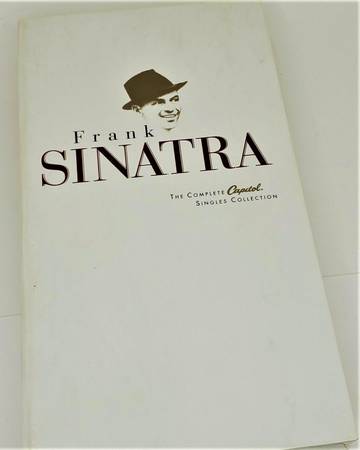 Frank
SINATRA
THE COMPLETE Capitol®
SINGLES COLLECTION